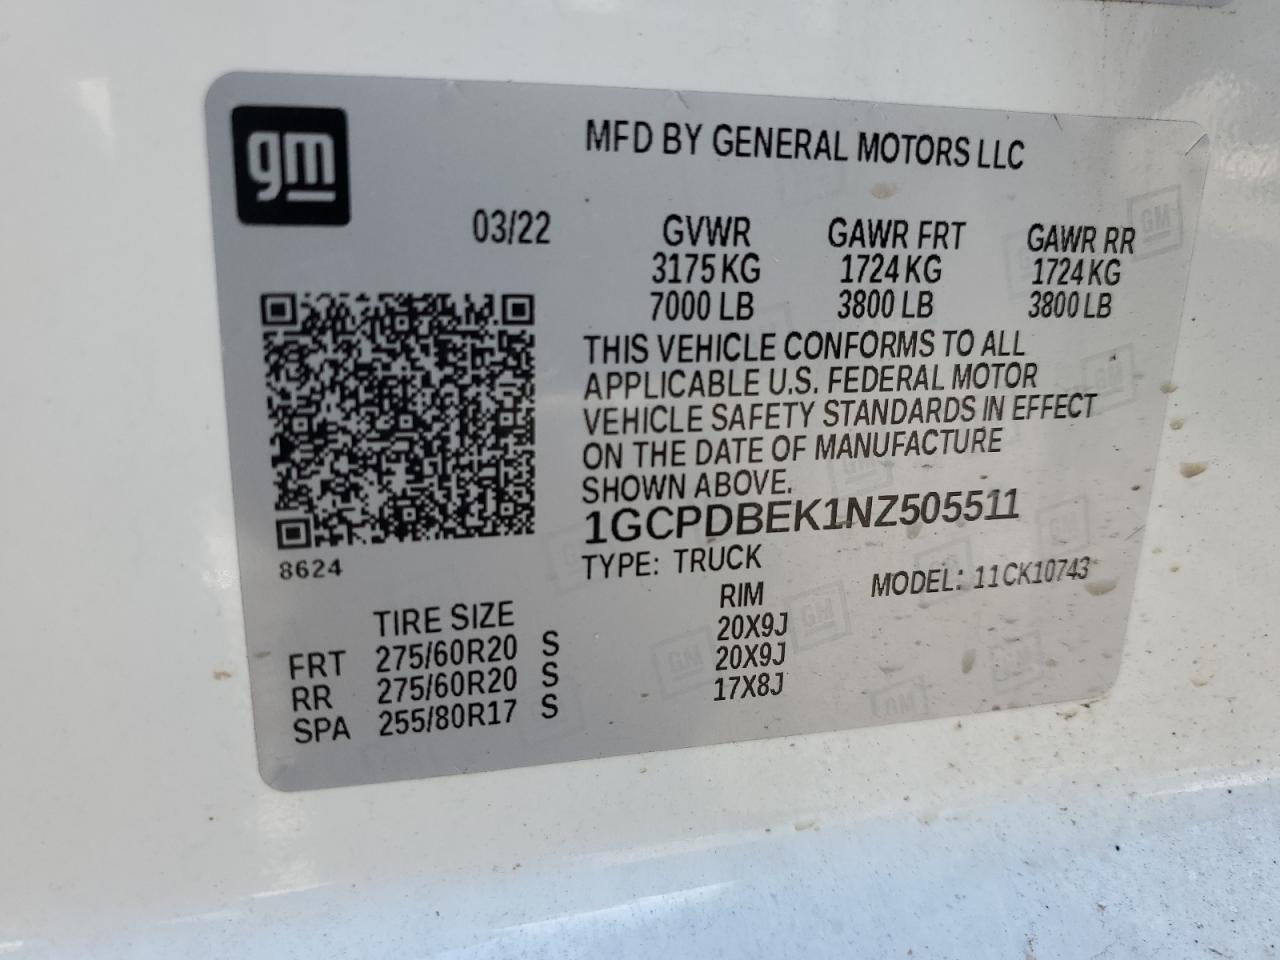 gm
MFD BY GENERAL MOTORS LLC
03/22 GVWR GAWR FRT GAWR RR
3175 KG 1724 KG 1724 KG
7000 LB 3800 LB 3800 LB
THIS VEHICLE CONFORMS TO ALL
APPLICABLE U.S. FEDERAL MOTOR
VEHICLE SAFETY STANDARDS IN EFFECT
ON THE DATE OF MANUFACTURE
SHOWN ABOVE.
1GCPDBEK1NZ505511
8624
TYPE: TRUCK MODEL: 11CK10743
TIRE SIZE RIM
FRT 275/60R20 S 20X9J
RR 275/60R20 S 20X9J
SPA 255/80R17 S 17X8J